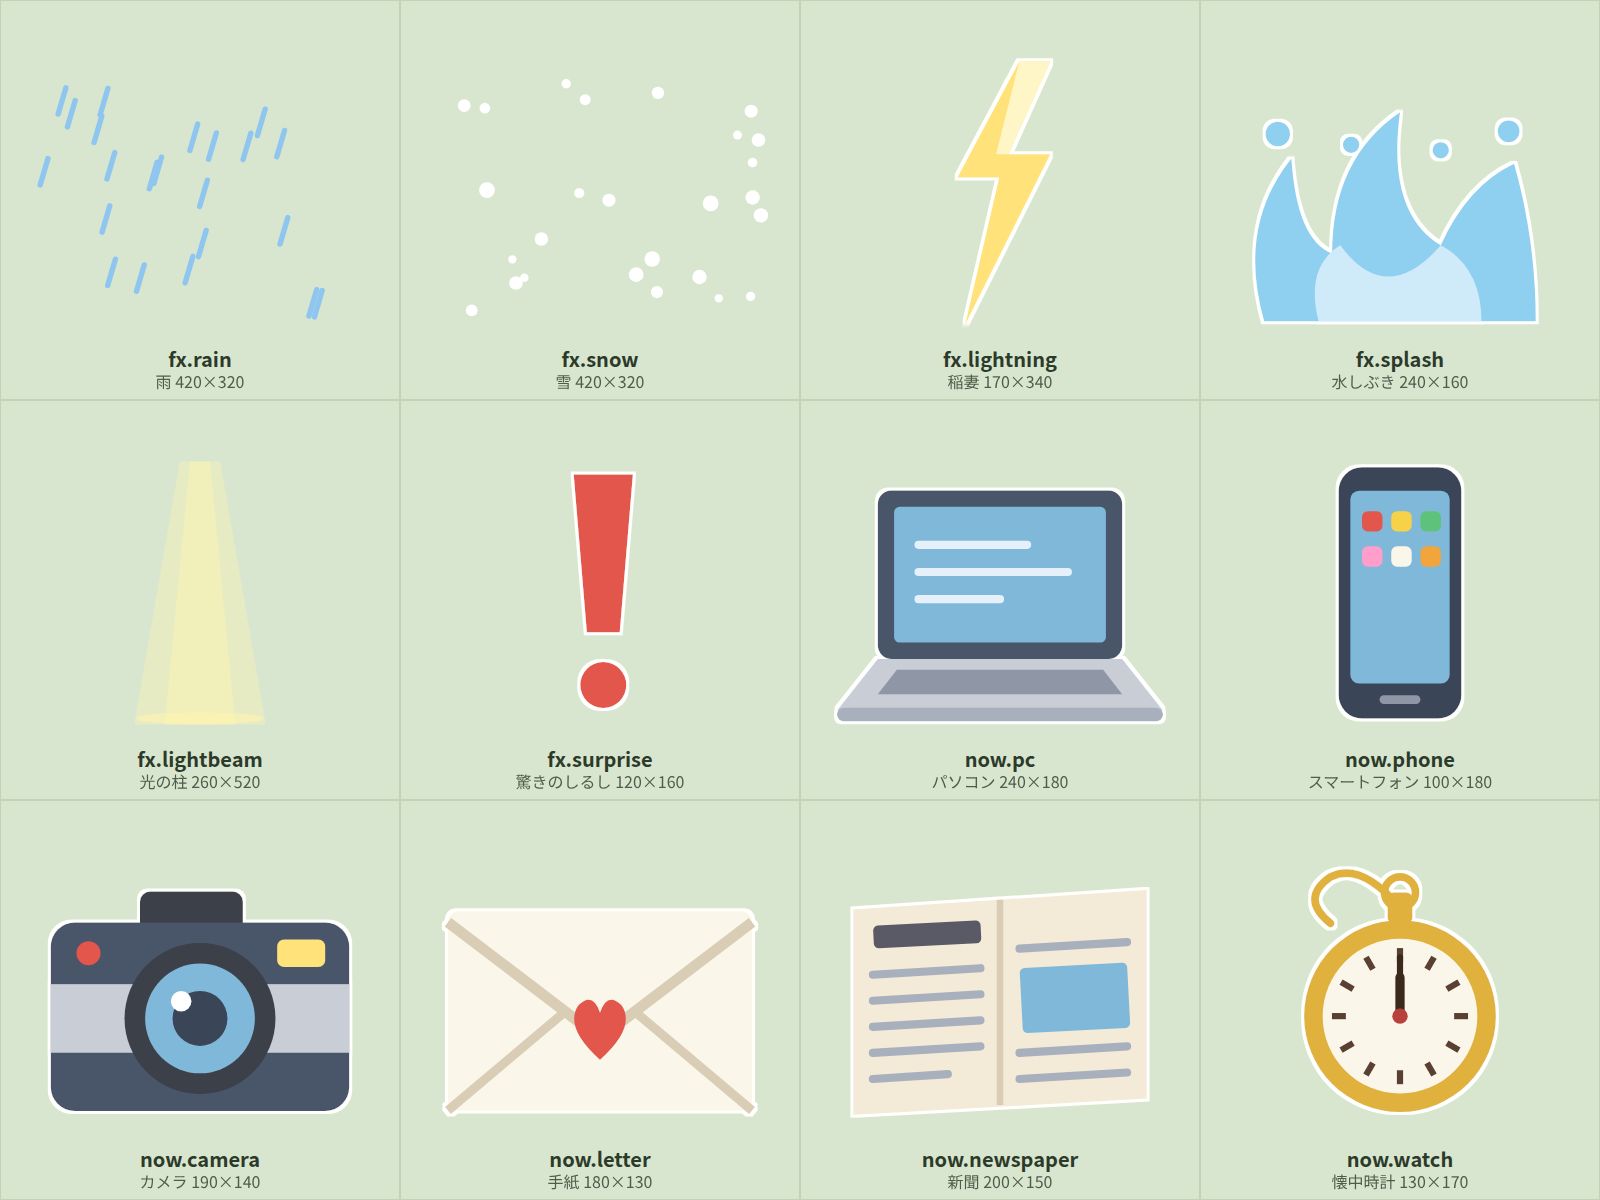 fx.rain
雨 420×320
fx.snow
雪 420×320
fx.lightning
稲妻 170×340
fx.splash
水しぶき 240×160
fx.lightbeam
光の柱 260×520
fx.surprise
驚きのしるし 120×160
now.pc
パソコン 240×180
now.phone
スマートフォン 100×180
now.camera
カメラ 190×140
now.letter
手紙 180×130
now.newspaper
新聞 200×150
now.watch
懐中時計 130×170